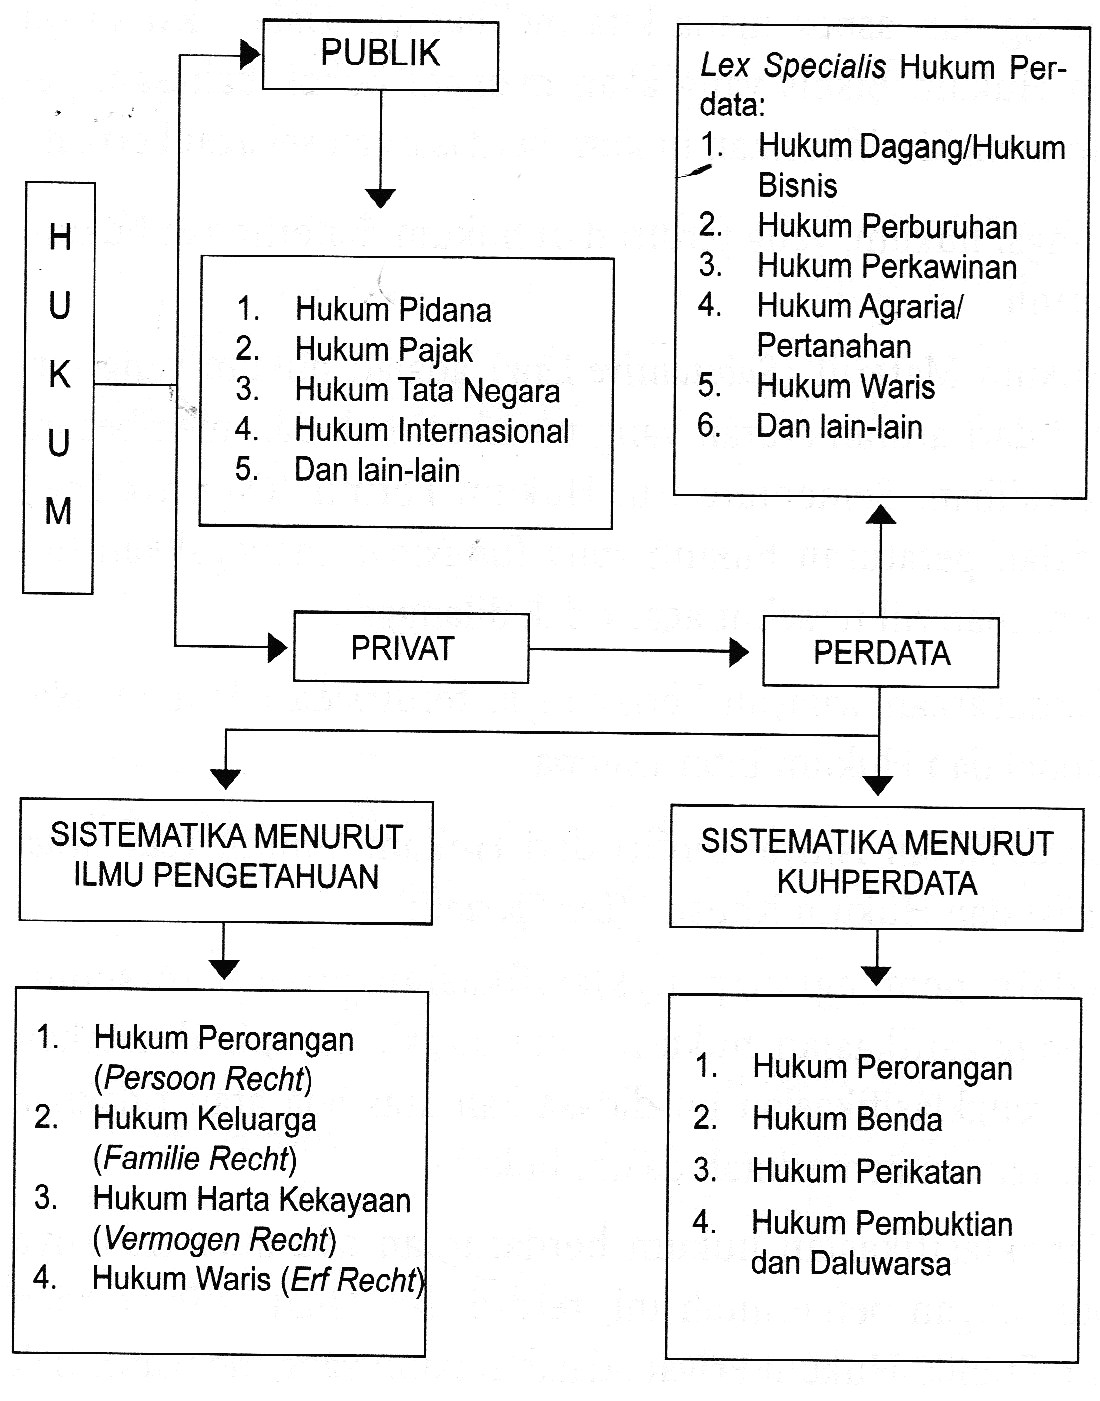 PUBLIK
Lex Specialis Hukum Per-
data:
1. Hukum Dagang/Hukum
Bisnis
2. Hukum Perburuhan
3. Hukum Perkawinan
4. Hukum Agraria/
Pertanahan
5. Hukum Waris
6. Dan lain-lain
H
U
K
U
M
1. Hukum Pidana
2. Hukum Pajak
3. Hukum Tata Negara
4. Hukum Internasional
5. Dan lain-lain
PRIVAT
PERDATA
SISTEMATIKA MENURUT
ILMU PENGETAHUAN
SISTEMATIKA MENURUT
KUHPERDATA
1. Hukum Perorangan
(Persoon Recht)
2. Hukum Keluarga
(Familie Recht)
3. Hukum Harta Kekayaan
(Vermogen Recht)
4. Hukum Waris (Erf Recht)
1. Hukum Perorangan
2. Hukum Benda
3. Hukum Perikatan
4. Hukum Pembuktian
dan Daluwarsa